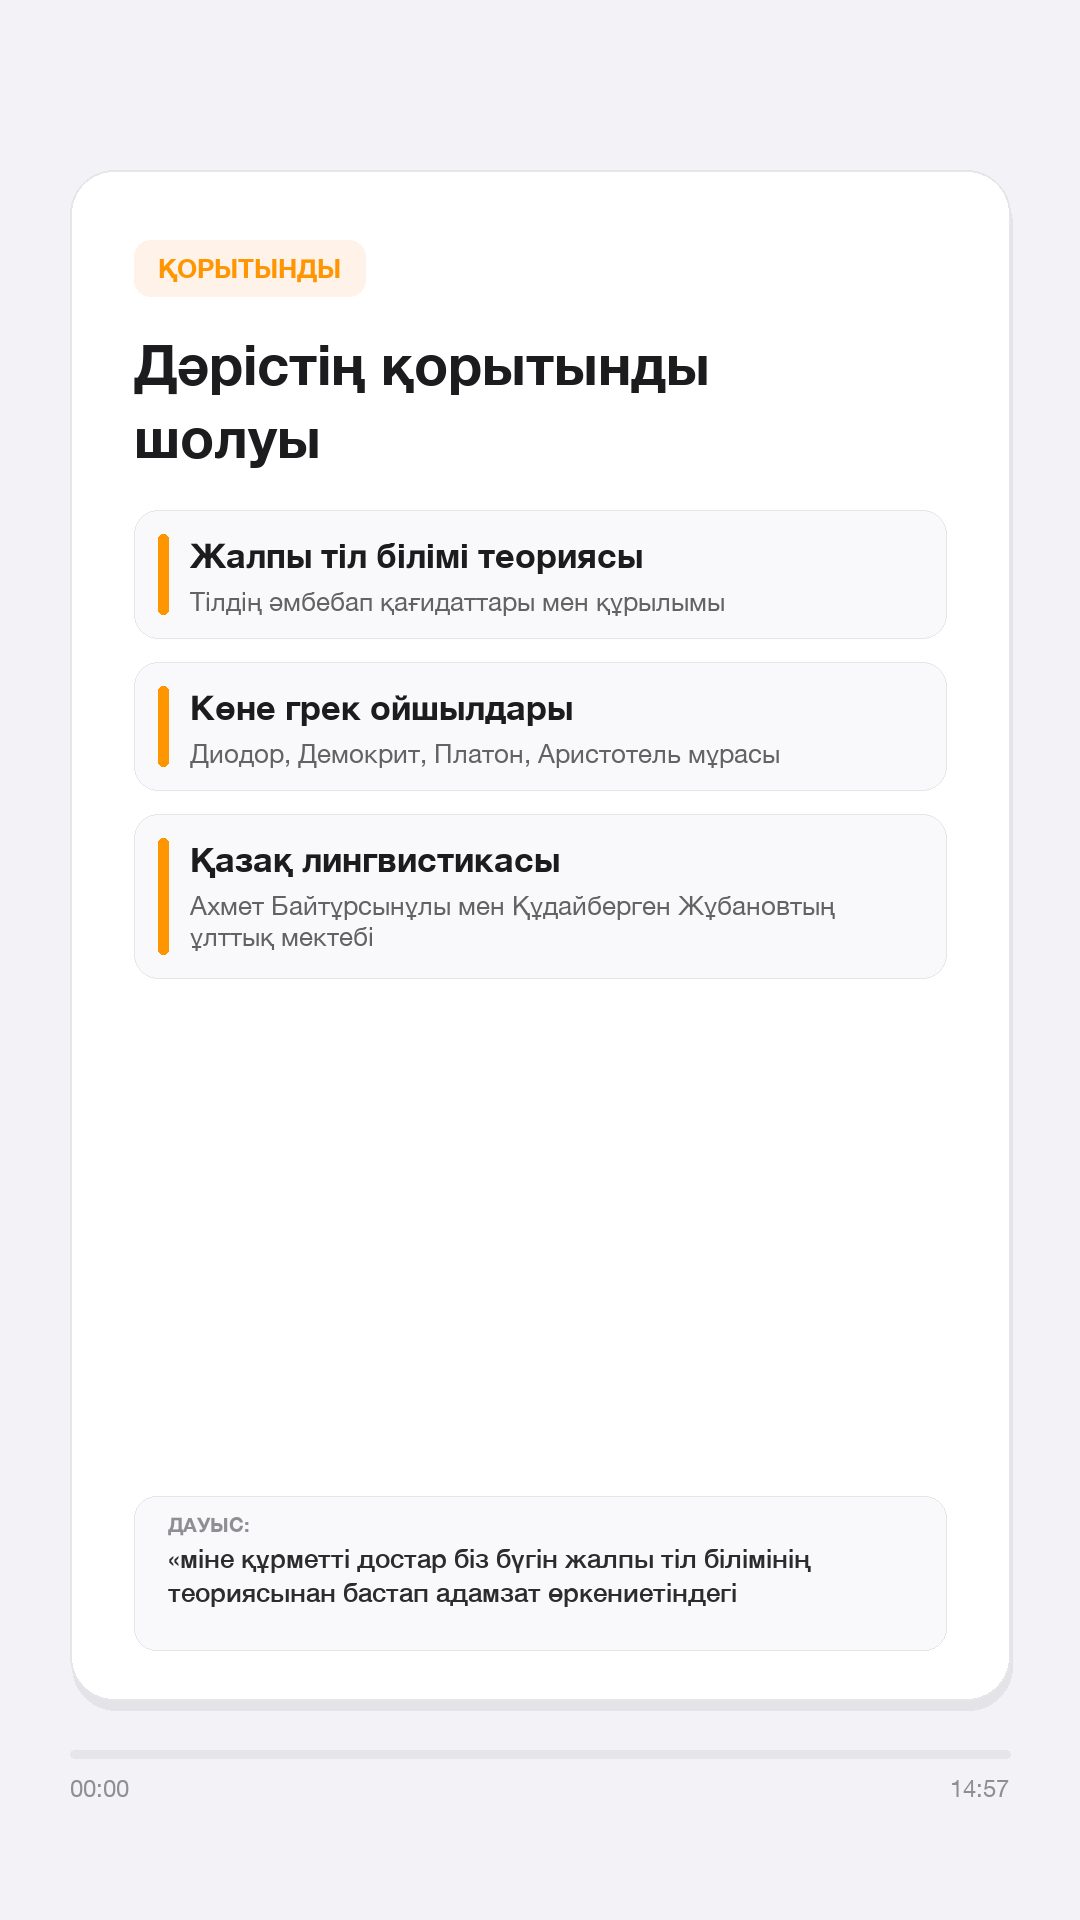 ҚОРЫТЫНДЫ
Дәрістің қорытынды
шолуы
Жалпы тіл білімі теориясы
Тілдің әмбебап қағидаттары мен құрылымы
Көне грек ойшылдары
Диодор, Демокрит, Платон, Аристотель мұрасы
Қазақ лингвистикасы
Ахмет Байтұрсынұлы мен Құдайберген Жұбановтың
ұлттық мектебі
ДАУЫС:
«міне құрметті достар біз бүгін жалпы тіл білімінің
теориясынан бастап адамзат өркениетіндегі
00:00
14:57